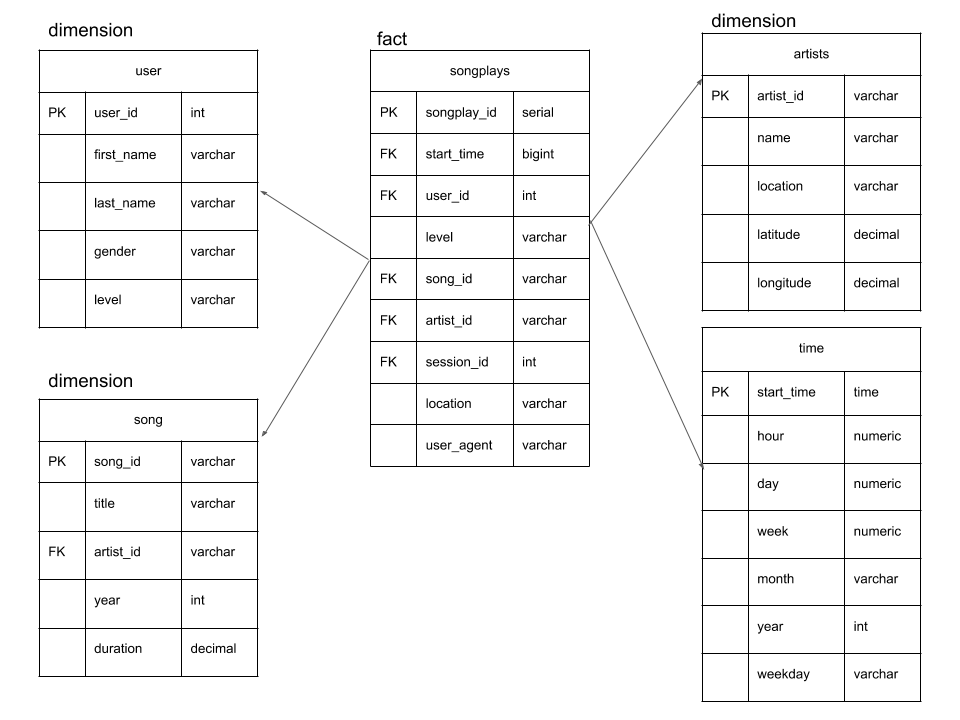 dimension
user
PK user_id int
first_name varchar
last_name varchar
gender varchar
level varchar
dimension
song
PK song_id varchar
title varchar
FK artist_id varchar
year int
duration decimal
fact
songplays
PK songplay_id serial
FK start_time bigint
FK user_id int
level varchar
FK song_id varchar
FK artist_id varchar
FK session_id int
location varchar
user_agent varchar
dimension
artists
PK artist_id varchar
name varchar
location varchar
latitude decimal
longitude decimal
time
PK start_time time
hour numeric
day numeric
week numeric
month varchar
year int
weekday varchar